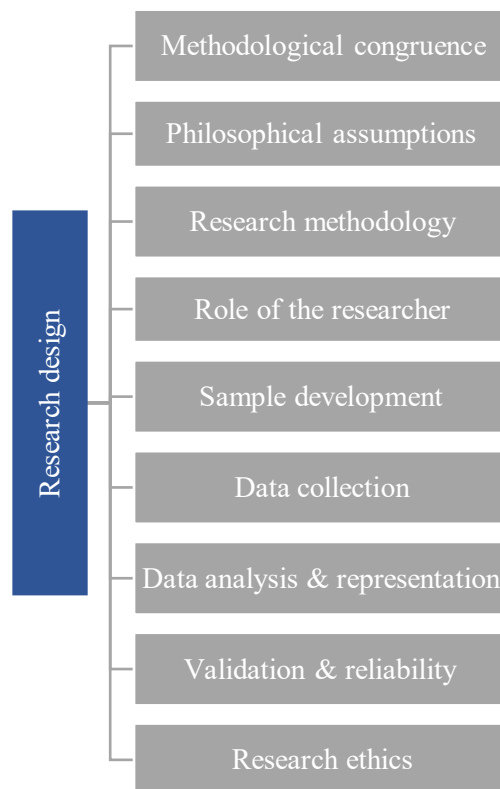 Research design
Methodological congruence
Philosophical assumptions
Research methodology
Role of the researcher
Sample development
Data collection
Data analysis & representation
Validation & reliability
Research ethics